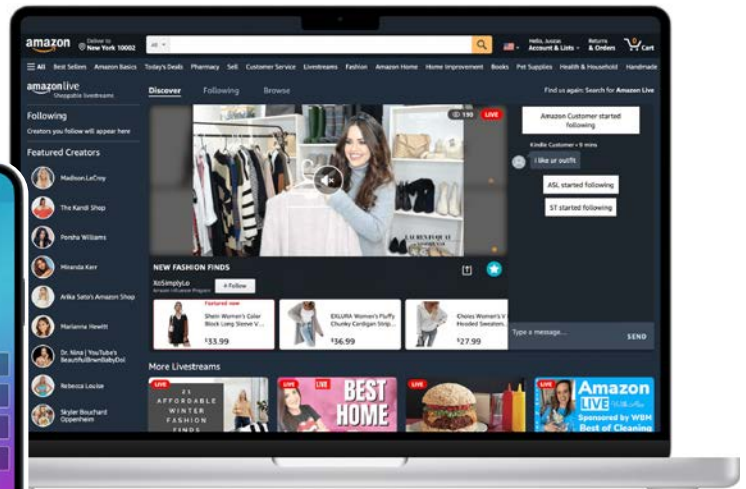 amazon
Deliver to
New York 10002
All
Hello, Juozas
Account & Lists
Returns
& Orders
0
Cart
All Best Sellers Amazon Basics Today's Deals Pharmacy Sell Customer Service Livestreams Fashion Amazon Home Home Improvement Books Pet Supplies Health & Household Handmade
amazonlive
Shoppable livestreams
Discover Following Browse
Find us again: Search for Amazon Live
Following
Creators you follow will appear here
Featured Creators
Madison.LeCroy
The Kandi Shop
Porsha Williams
Miranda Kerr
Arika Sato's Amazon Shop
Marianna Hewitt
Dr. Nina | YouTube's
BeautifulBrwnBabyDol
Rebecca Louise
Skyler Bouchard
Oppenheim
190 LIVE
NEW FASHION FINDS
XoSimplyLo
Amazon Influencer Program
+ Follow
Featured now
Shein Women's Color
Block Long Sleeve V...
$33.99
EXLURA Women's Fluffy
Chunky Cardigan Strip...
$36.99
Women's V
Hooded Sweaters...
$27.99
Amazon Customer started
following
Kindle Customer • 9 mins
I like ur outfit
ASL started following
ST started following
Type a message...
SEND
More Livestreams
LIVE
21
AFFORDABLE
WINTER
FASHION
FINDS
LIVE
LIVE
BEST
HOME
LIVE
LIVE
Amazon
LIVE
Sponsored by WBM
Best of Cleaning